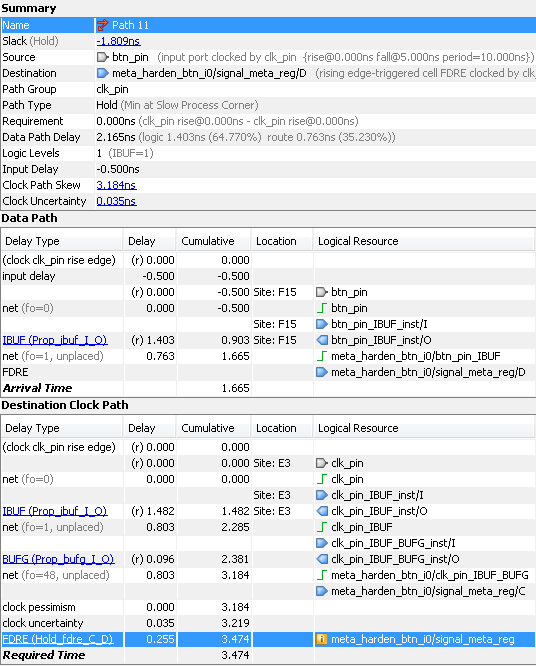 Summary
Name Path 11
Slack (Hold) -1.809ns
Source btn_pin (input port clocked by clk_pin {rise@0.000ns fall@5.000ns period=10.000ns})
Destination meta_harden_btn_i0/signal_meta_reg/D (rising edge-triggered cell FDRE clocked by clk
Path Group clk_pin
Path Type Hold (Min at Slow Process Corner)
Requirement 0.000ns (clk_pin rise@0.000ns - clk_pin rise@0.000ns)
Data Path Delay 2.165ns (logic 1.403ns (64.770%) route 0.763ns (35.230%))
Logic Levels 1 (IBUF=1)
Input Delay -0.500ns
Clock Path Skew 3.184ns
Clock Uncertainty 0.035ns
Data Path
Delay Type Delay Cumulative Location Logical Resource
(clock clk_pin rise edge) (r) 0.000 0.000
input delay -0.500 -0.500
(r) 0.000 -0.500 Site: F15 btn_pin
net (fo=0) 0.000 -0.500 btn_pin
Site: F15 btn_pin_IBUF_inst/I
IBUF (Prop_ibuf_I_O) (r) 1.403 0.903 Site: F15 btn_pin_IBUF_inst/O
net (fo=1, unplaced) 0.763 1.665 meta_harden_btn_i0/btn_pin_IBUF
FDRE meta_harden_btn_i0/signal_meta_reg/D
Arrival Time 1.665
Destination Clock Path
Delay Type Delay Cumulative Location Logical Resource
(clock clk_pin rise edge) (r) 0.000 0.000
(r) 0.000 0.000 Site: E3 clk_pin
net (fo=0) 0.000 0.000 clk_pin
Site: E3 clk_pin_IBUF_inst/I
IBUF (Prop_ibuf_I_O) (r) 1.482 1.482 Site: E3 clk_pin_IBUF_inst/O
net (fo=1, unplaced) 0.803 2.285 clk_pin_IBUF
clk_pin_IBUF_BUFG_inst/I
BUFG (Prop_bufg_I_O) (r) 0.096 2.381 clk_pin_IBUF_BUFG_inst/O
net (fo=48, unplaced) 0.803 3.184 meta_harden_btn_i0/clk_pin_IBUF_BUFG
meta_harden_btn_i0/signal_meta_reg/C
clock pessimism 0.000 3.184
clock uncertainty 0.035 3.219
FDRE (Hold_fdre_C_D) 0.255 3.474 meta_harden_btn_i0/signal_meta_reg
Required Time 3.474